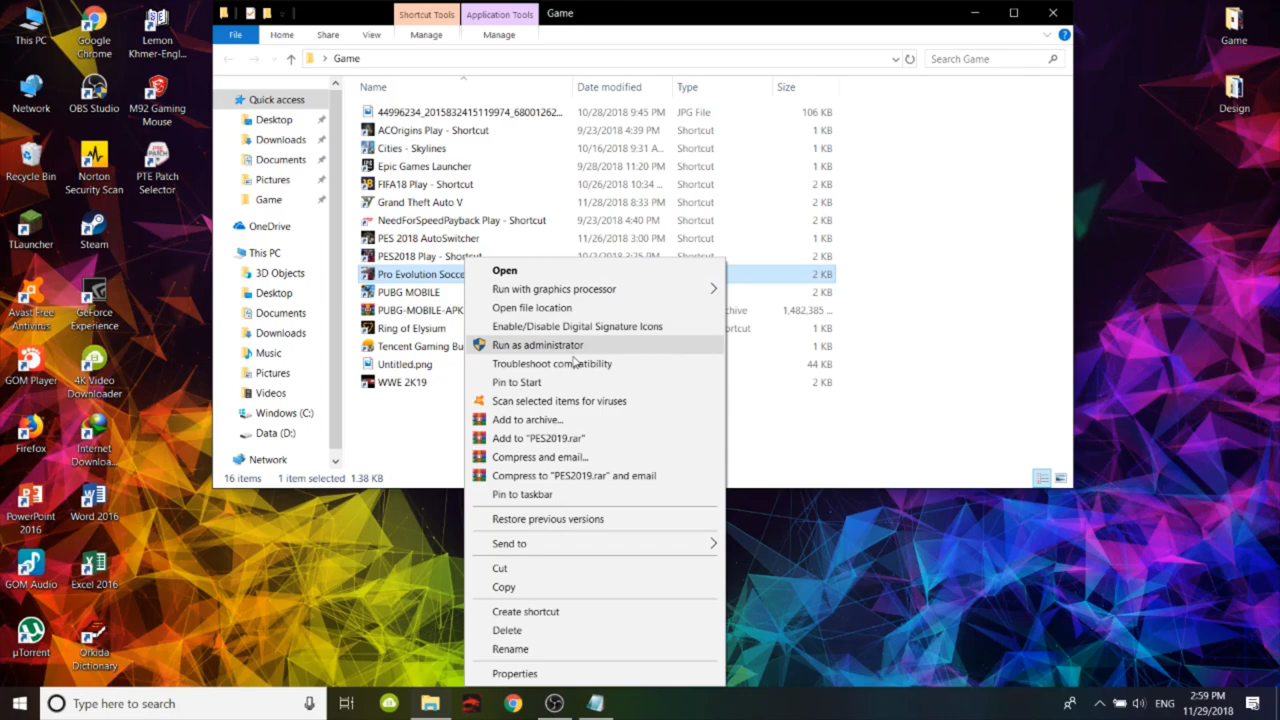 This PC
Google
Chrome
Lemon
Khmer-Engl...
Network
OBS Studio
M92 Gaming
Mouse
Recycle Bin
Norton
Security Scan
PTE Patch
Selector
TLauncher
Steam
Avast Free
Antivirus
GeForce
Experience
GOM Player
4K Video
Downloader
Firefox
Internet
Downloa...
PowerPoint
2016
Word 2016
GOM Audio
Excel 2016
µTorrent
Orkida
Dictionary
Shortcut Tools
Application Tools
Game
File
Home
Share
View
Manage
Manage
Game
Search Game
Name
Date modified
Type
Size
Quick access
Desktop
Downloads
Documents
Pictures
Game
OneDrive
This PC
3D Objects
Desktop
Documents
Downloads
Music
Pictures
Videos
Windows (C:)
Data (D:)
Network
44996234_2015832415119974_68001262... 10/28/2018 9:45 PM JPG File 106 KB
ACOrigins Play - Shortcut 9/23/2018 4:39 PM Shortcut 1 KB
Cities - Skylines 10/16/2018 9:31 A... Shortcut 1 KB
Epic Games Launcher 9/28/2018 11:20 PM Shortcut 1 KB
FIFA18 Play - Shortcut 10/26/2018 10:34 ... Shortcut 2 KB
Grand Theft Auto V 11/28/2018 8:33 PM Shortcut 2 KB
NeedForSpeedPayback Play - Shortcut 9/23/2018 4:40 PM Shortcut 2 KB
PES 2018 AutoSwitcher 11/26/2018 3:00 PM Shortcut 1 KB
PES2018 Play - Shortcut 10/2/2018 3:25 PM Shortcut 1 KB
Pro Evolution Socce 2 KB
PUBG MOBILE 2 KB
PUBG-MOBILE-APK 1,482,385 ...
Ring of Elysium 1 KB
Tencent Gaming Bu 2 KB
Untitled.png 44 KB
WWE 2K19 2 KB
16 items 1 item selected 1.38 KB
Open
Run with graphics processor
Open file location
Enable/Disable Digital Signature Icons
Run as administrator
Troubleshoot compatibility
Pin to Start
Scan selected items for viruses
Add to archive...
Add to "PES2019.rar"
Compress and email...
Compress to "PES2019.rar" and email
Pin to taskbar
Restore previous versions
Send to
Cut
Copy
Create shortcut
Delete
Rename
Properties
Game
Design
Type here to search
ENG
2:59 PM
11/29/2018